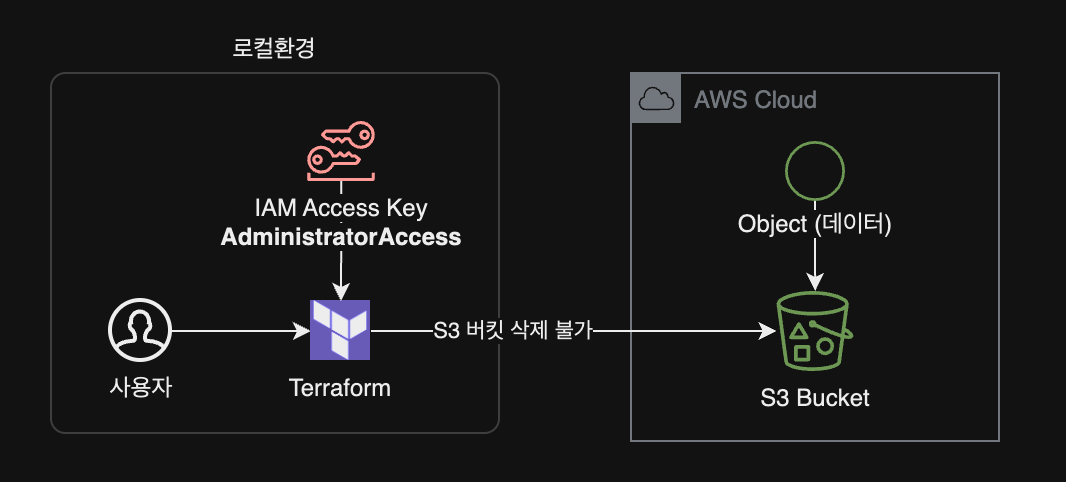 로컬환경
AWS Cloud
IAM Access Key
AdministratorAccess
Object (데이터)
S3 버킷 삭제 불가
사용자
Terraform
S3 Bucket